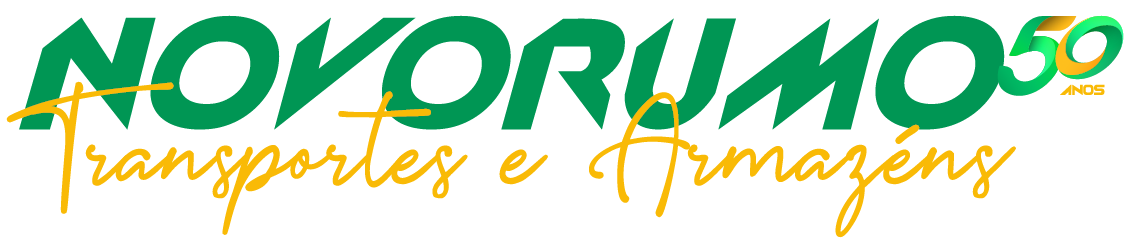 NOVORUMO
50
ANOS
Transportes e Armazéns